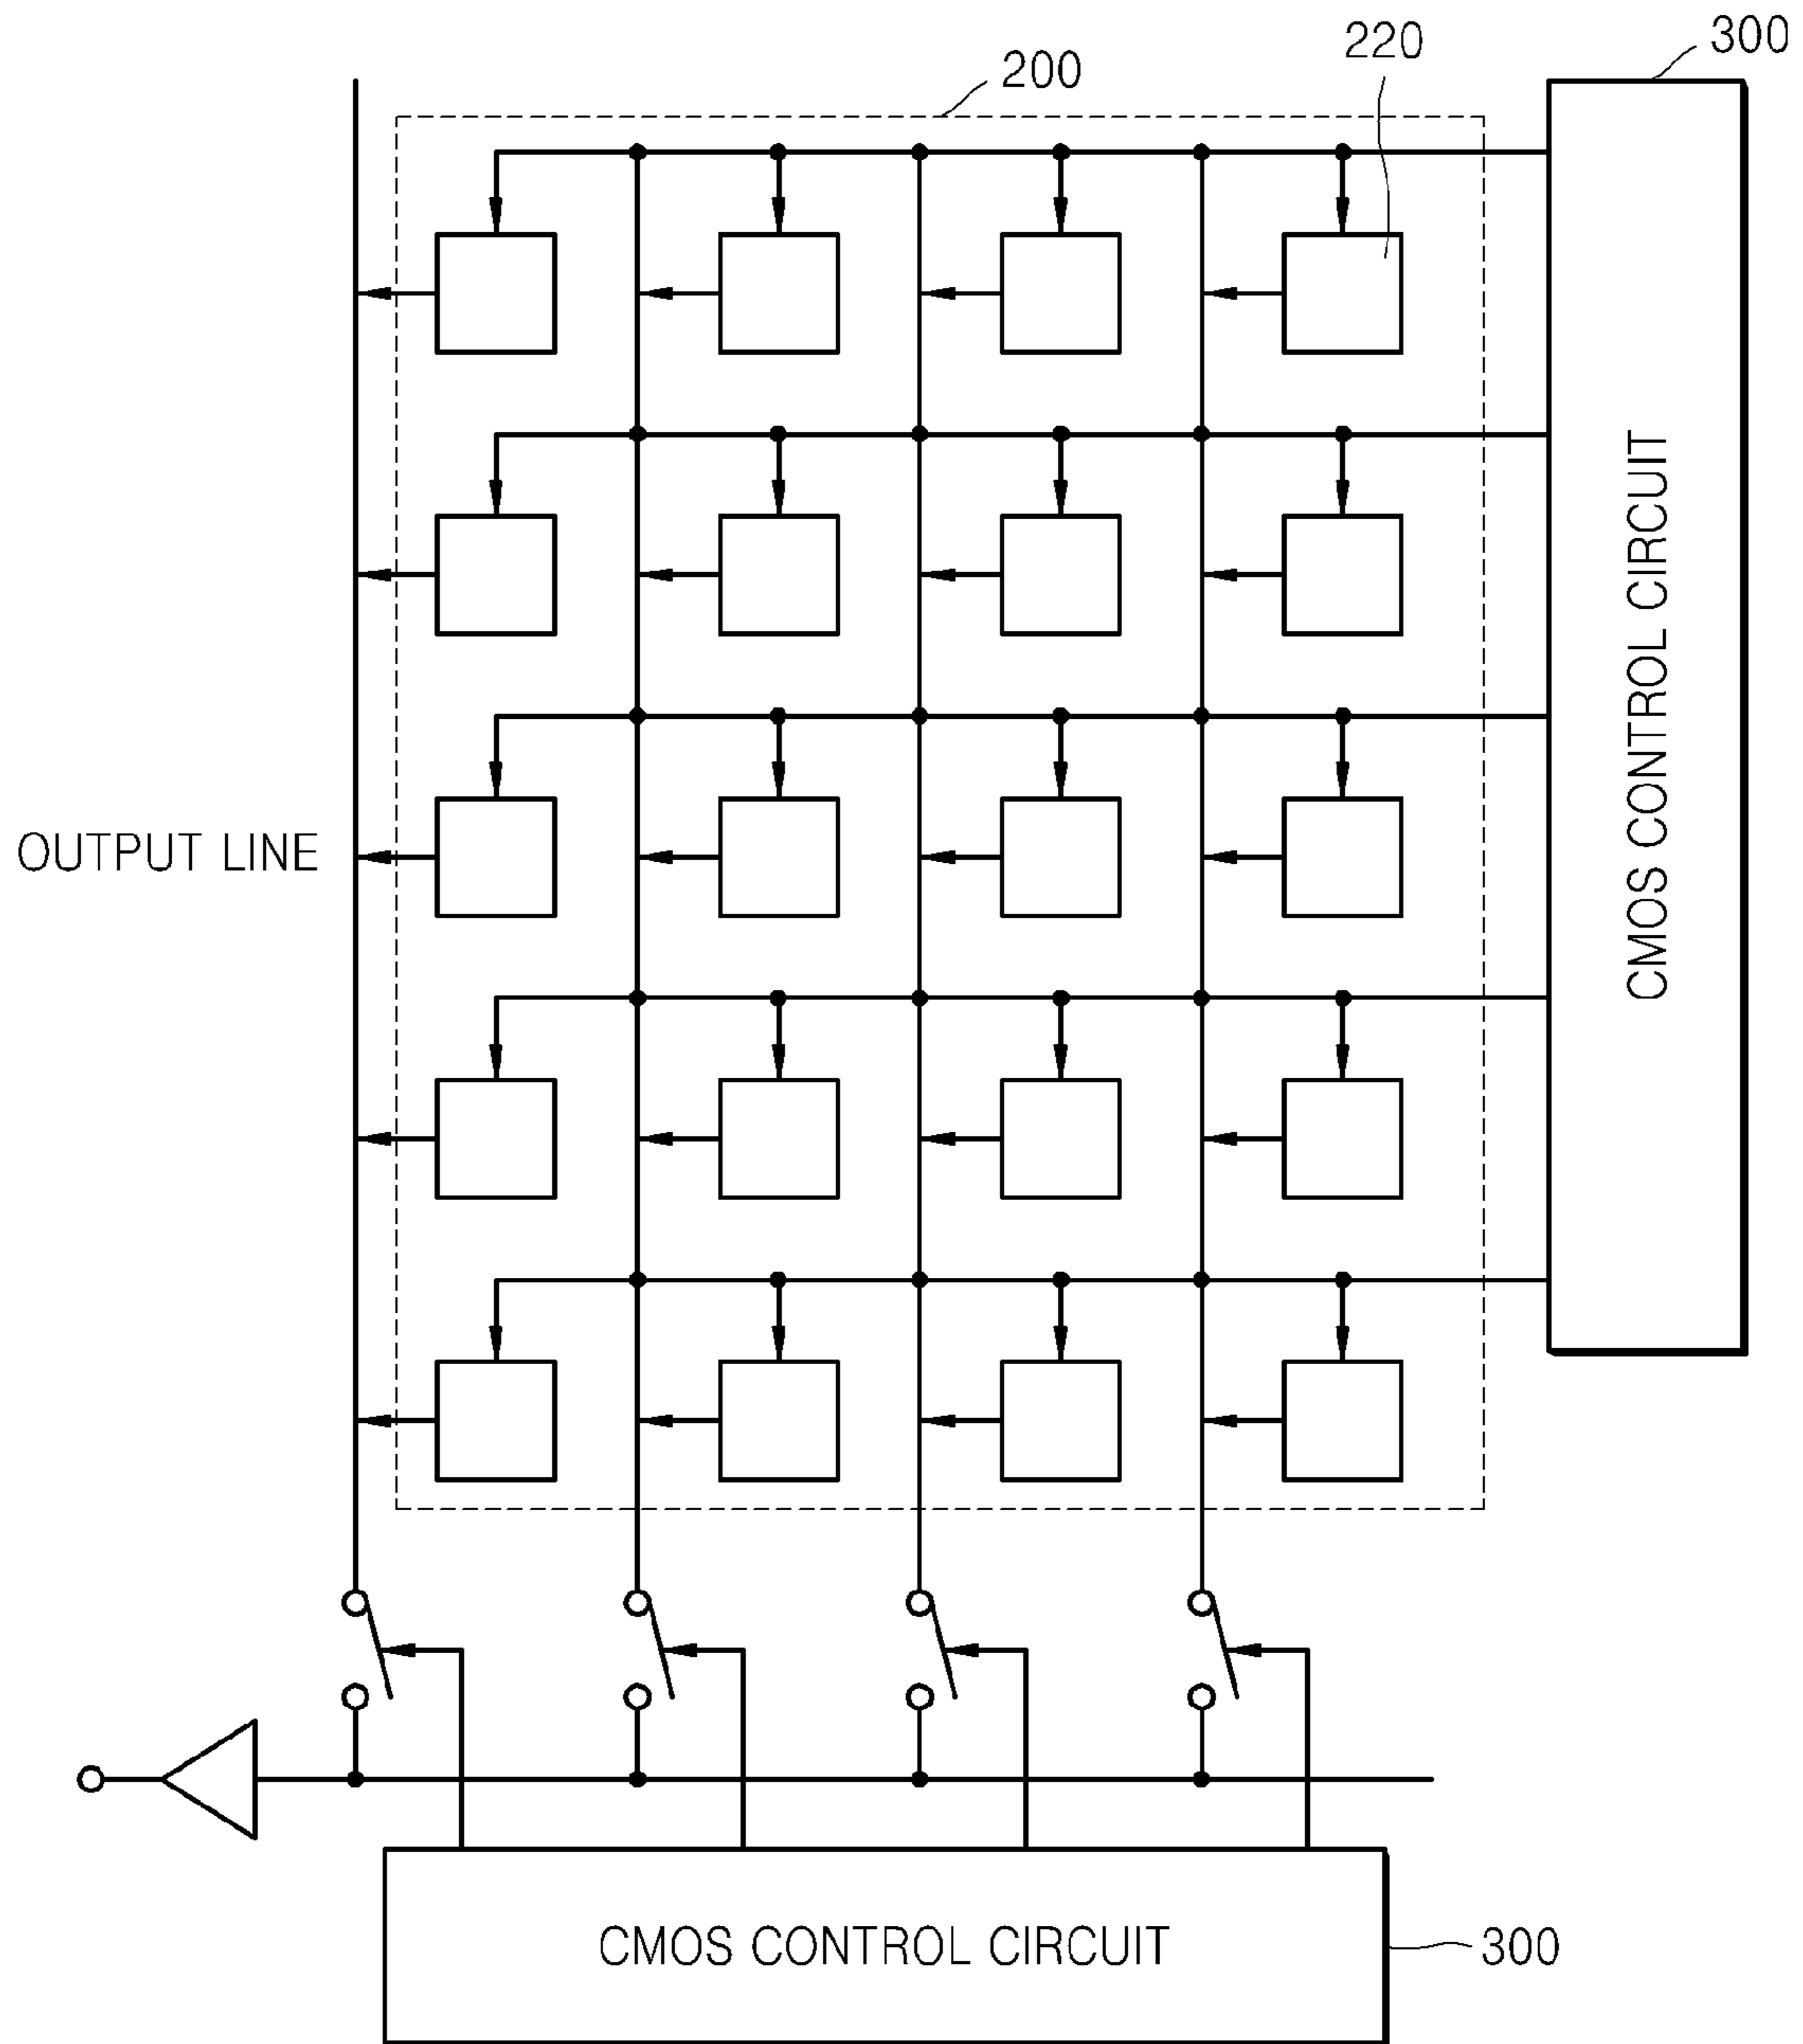 220
300
200
CMOS CONTROL CIRCUIT
OUTPUT LINE
CMOS CONTROL CIRCUIT
300